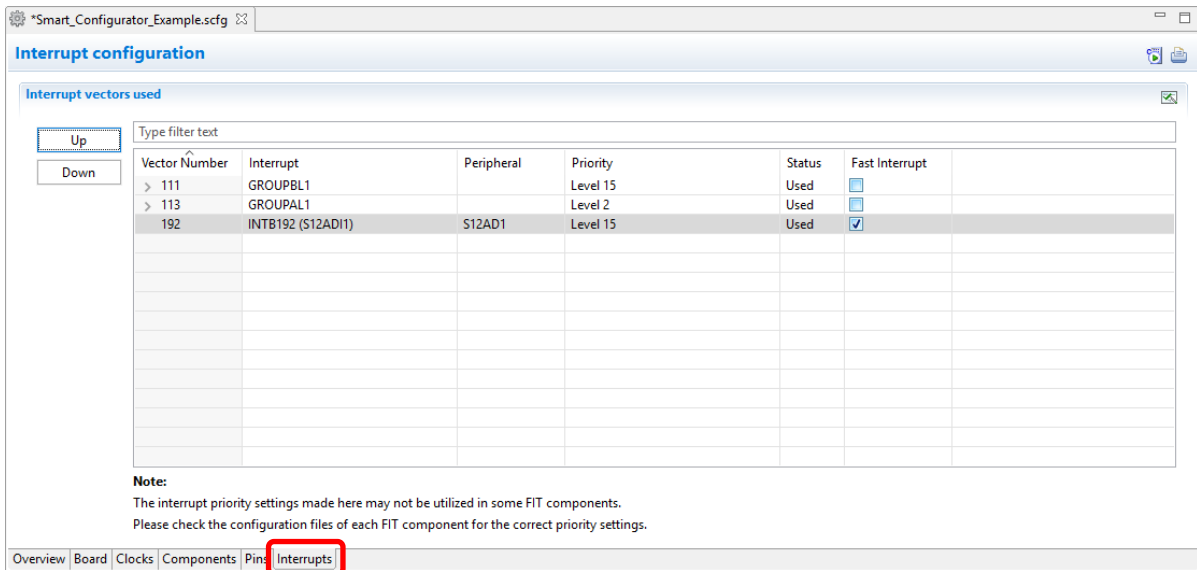 *Smart_Configurator_Example.scfg
Interrupt configuration
Interrupt vectors used
Up
Down
Type filter text
Vector Number Interrupt Peripheral Priority Status Fast Interrupt
111 GROUPBL1 Level 15 Used
113 GROUPAL1 Level 2 Used
192 INTB192 (S12ADI1) S12AD1 Level 15 Used
Note:
The interrupt priority settings made here may not be utilized in some FIT components.
Please check the configuration files of each FIT component for the correct priority settings.
Overview Board Clocks Components Pins Interrupts